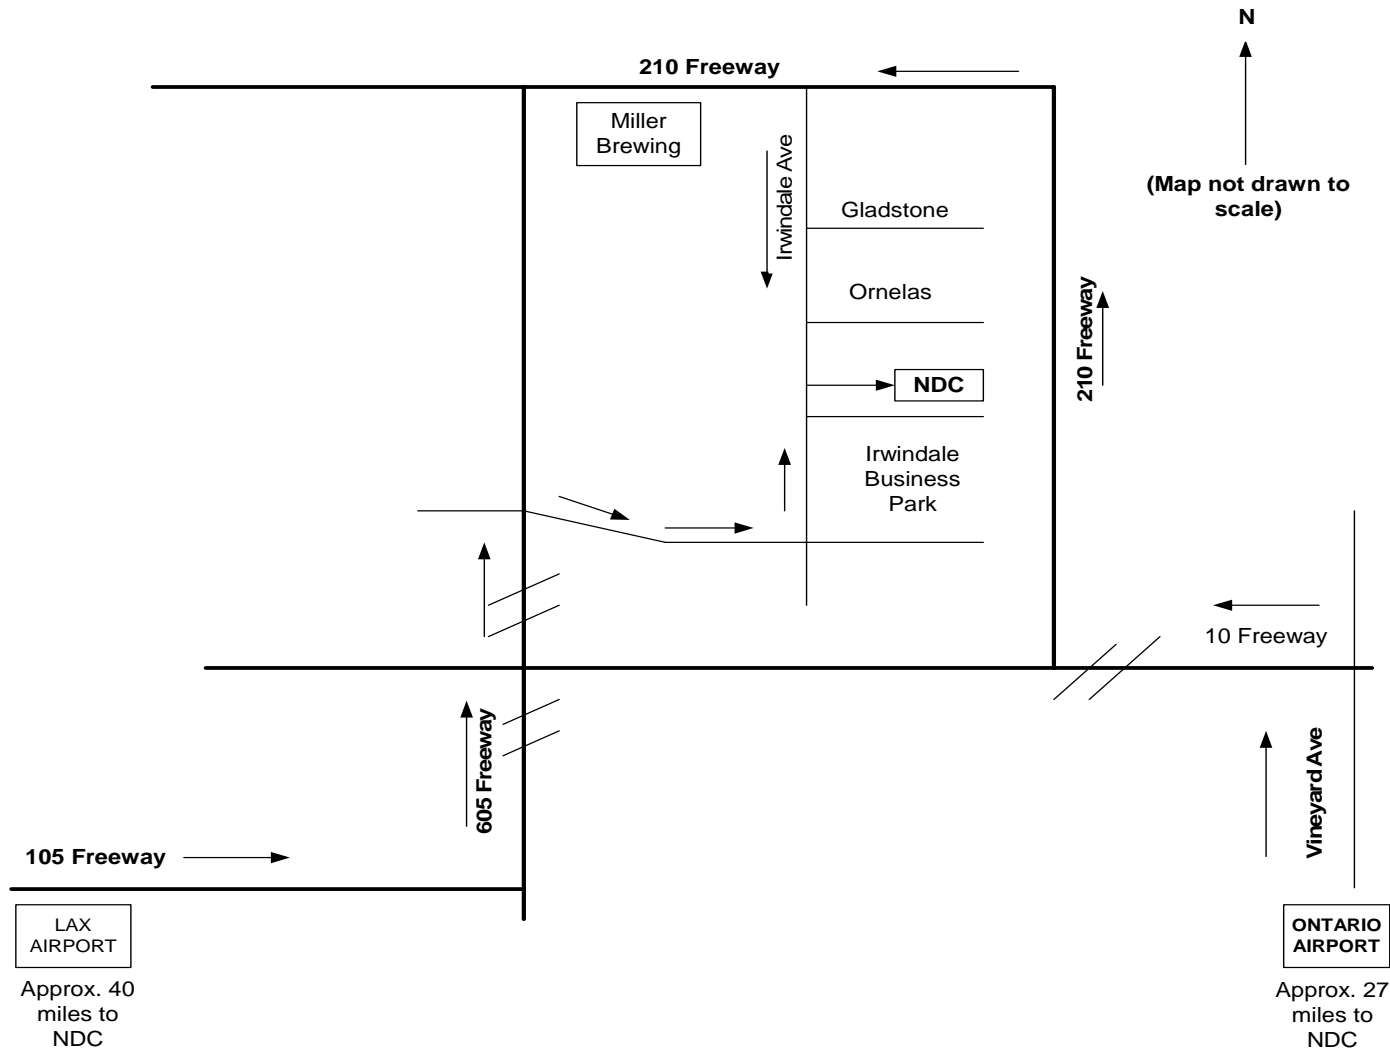 N
210 Freeway
Miller
Brewing
Irwindale Ave
(Map not drawn to
scale)
Gladstone
Ornelas
210 Freeway
NDC
Irwindale
Business
Park
10 Freeway
605 Freeway
Vineyard Ave
105 Freeway
LAX
AIRPORT
Approx. 40
miles to
NDC
ONTARIO
AIRPORT
Approx. 27
miles to
NDC